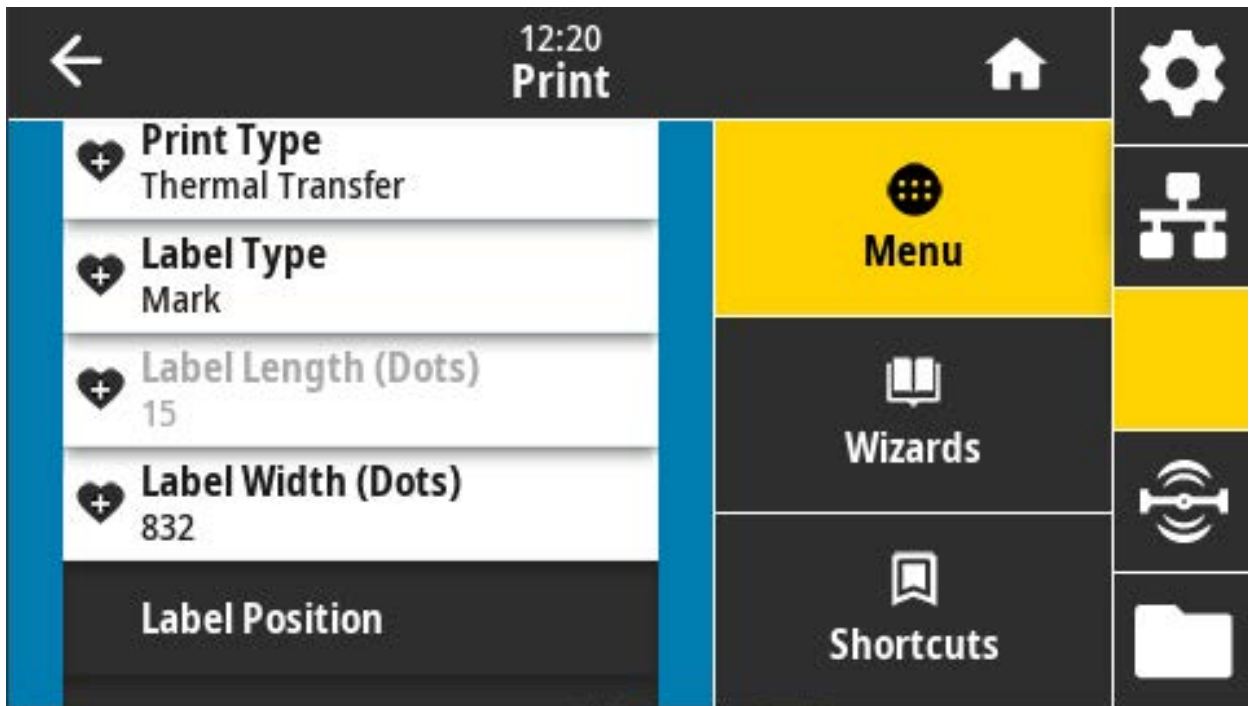 12:20
Print
Print Type
Thermal Transfer
Label Type
Mark
Label Length (Dots)
15
Label Width (Dots)
832
Label Position
Menu
Wizards
Shortcuts